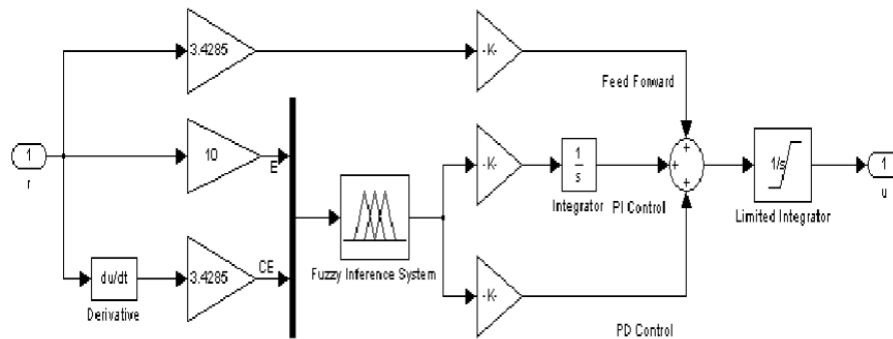 3.4285
-K-
Feed Forward
1
r
10
E
-K-
1
s
Integrator
PI Control
+
+
+
1/s
Limited Integrator
1
u
Fuzzy Inference System
du/dt
Derivative
3.4285
CE
-K-
PD Control